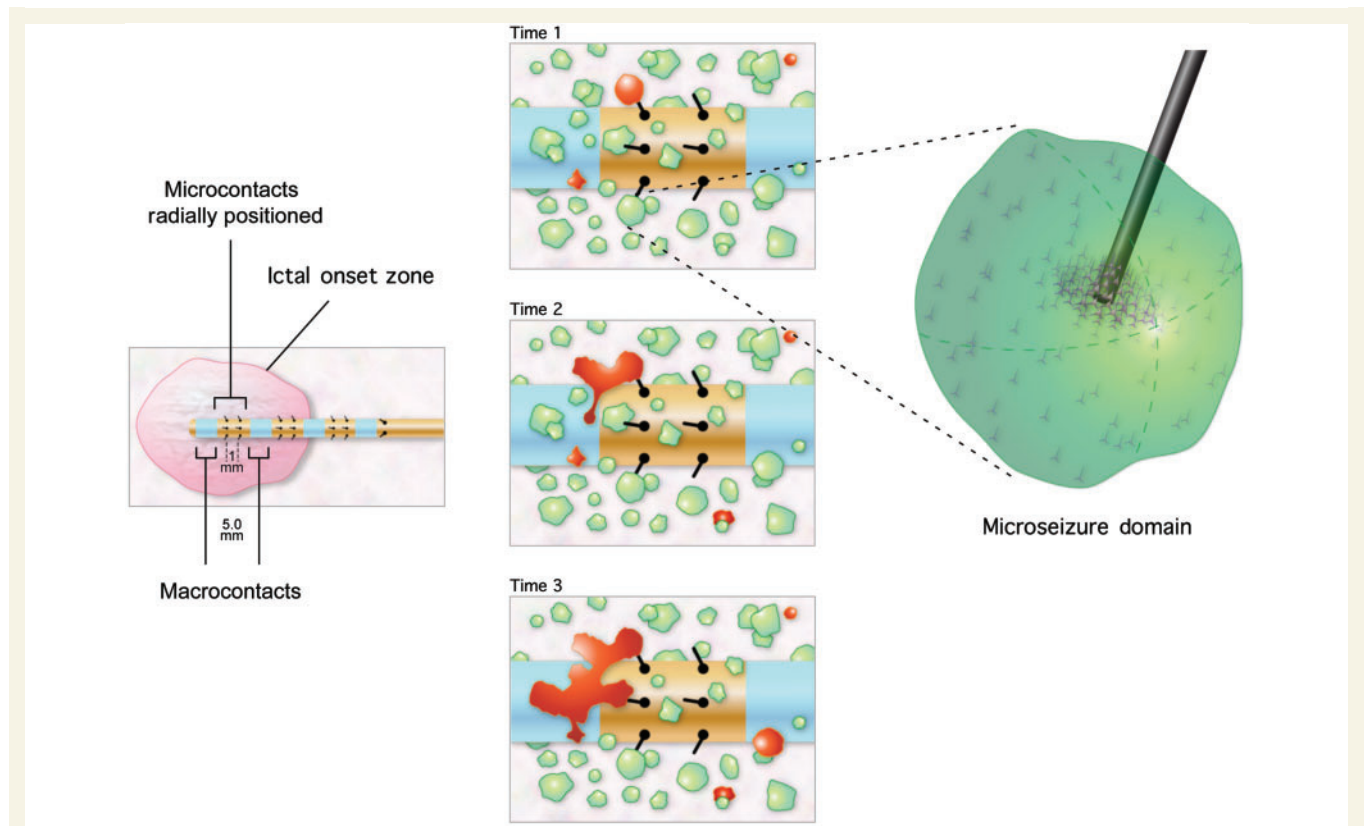 Time 1
Microcontacts
radially positioned
Ictal onset zone
1
mm
5.0
mm
Macrocontacts
Time 2
Microseizure domain
Time 3